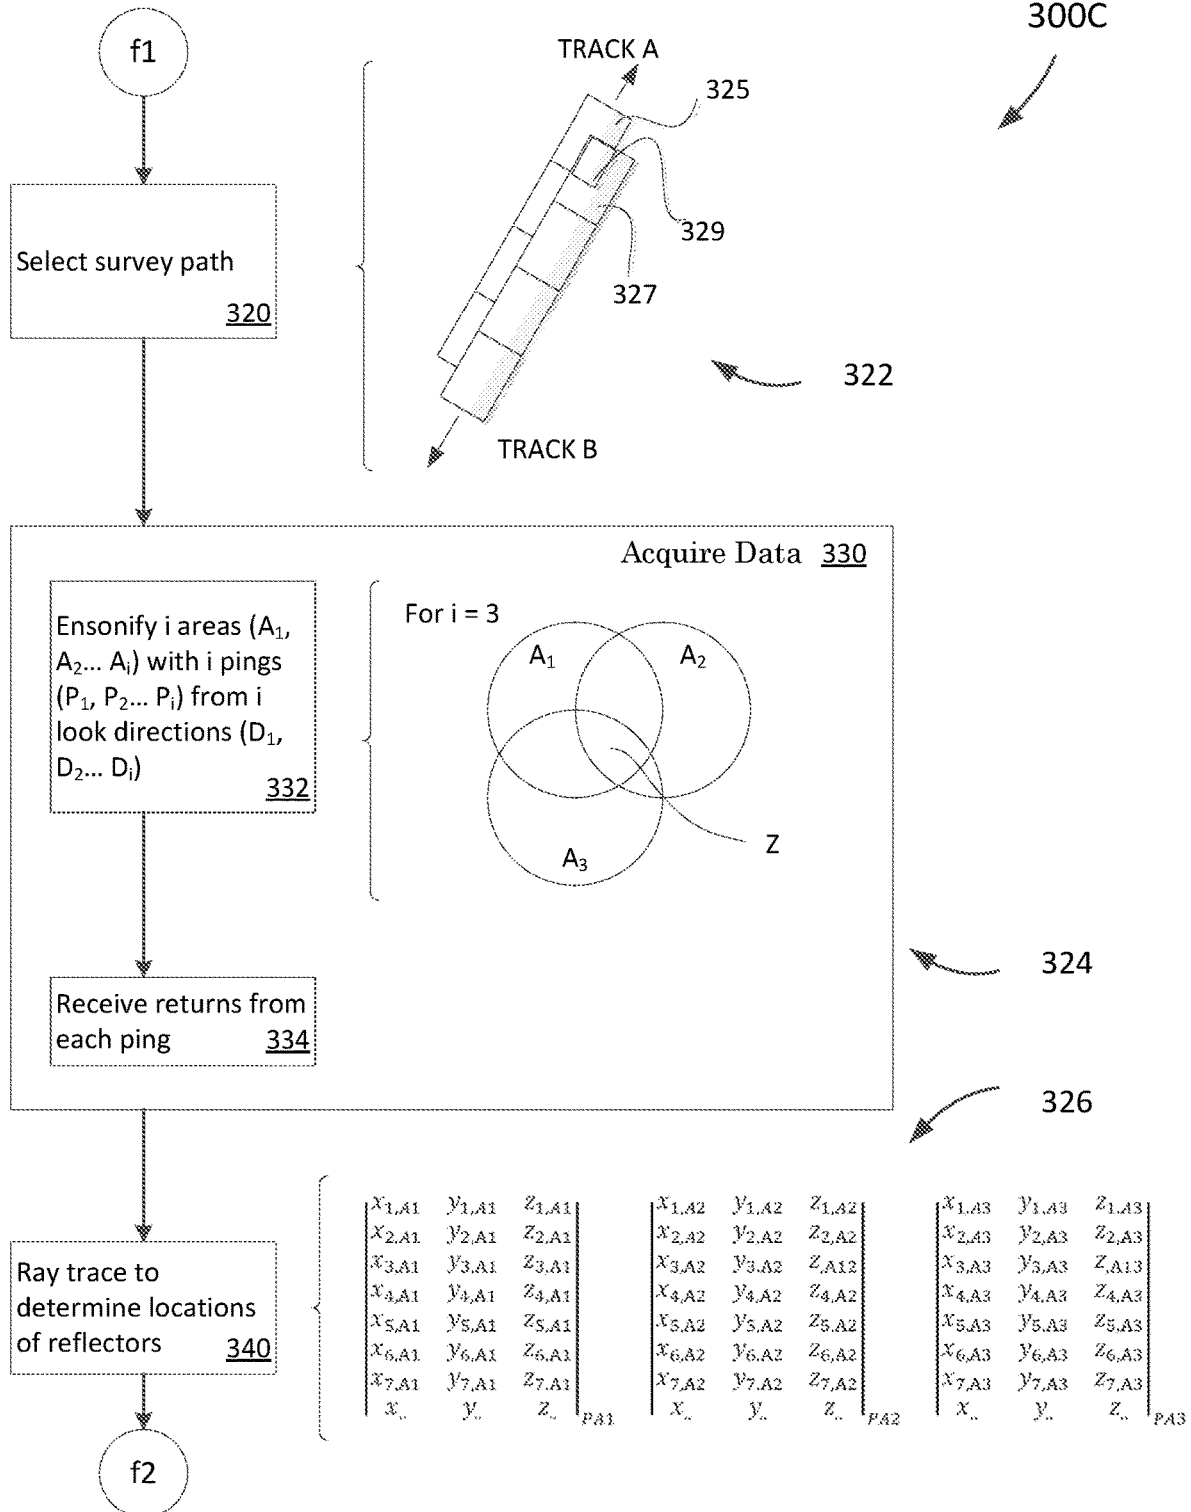 300C
f1
TRACK A
325
329
327
Select survey path
320
322
TRACK B
Acquire Data 330
Ensonify i areas (A₁,
A₂... Aᵢ) with i pings
(P₁, P₂... Pᵢ) from i
look directions (D₁,
D₂... Dᵢ)
332
For i = 3
A₁ A₂
A₃
Z
324
Receive returns from
each ping 334
326
Ray trace to
determine locations
of reflectors 340
x₁,A1 y₁,A1 z₁,A1
x₂,A1 y₂,A1 z₂,A1
x₃,A1 y₃,A1 z₃,A1
x₄,A1 y₄,A1 z₄,A1
x₅,A1 y₅,A1 z₅,A1
x₆,A1 y₆,A1 z₆,A1
x₇,A1 y₇,A1 z₇,A1
x.. y.. z.. PA1
x₁,A2 y₁,A2 z₁,A2
x₂,A2 y₂,A2 z₂,A2
x₃,A2 y₃,A2 z,A12
x₄,A2 y₄,A2 z₄,A2
x₅,A2 y₅,A2 z₅,A2
x₆,A2 y₆,A2 z₆,A2
x₇,A2 y₇,A2 z₇,A2
x.. y.. z.. PA2
x₁,A3 y₁,A3 z₁,A3
x₂,A3 y₂,A3 z₂,A3
x₃,A3 y₃,A3 z,A13
x₄,A3 y₄,A3 z₄,A3
x₅,A3 y₅,A3 z₅,A3
x₆,A3 y₆,A3 z₆,A3
x₇,A3 y₇,A3 z₇,A3
x.. y.. z.. PA3
f2